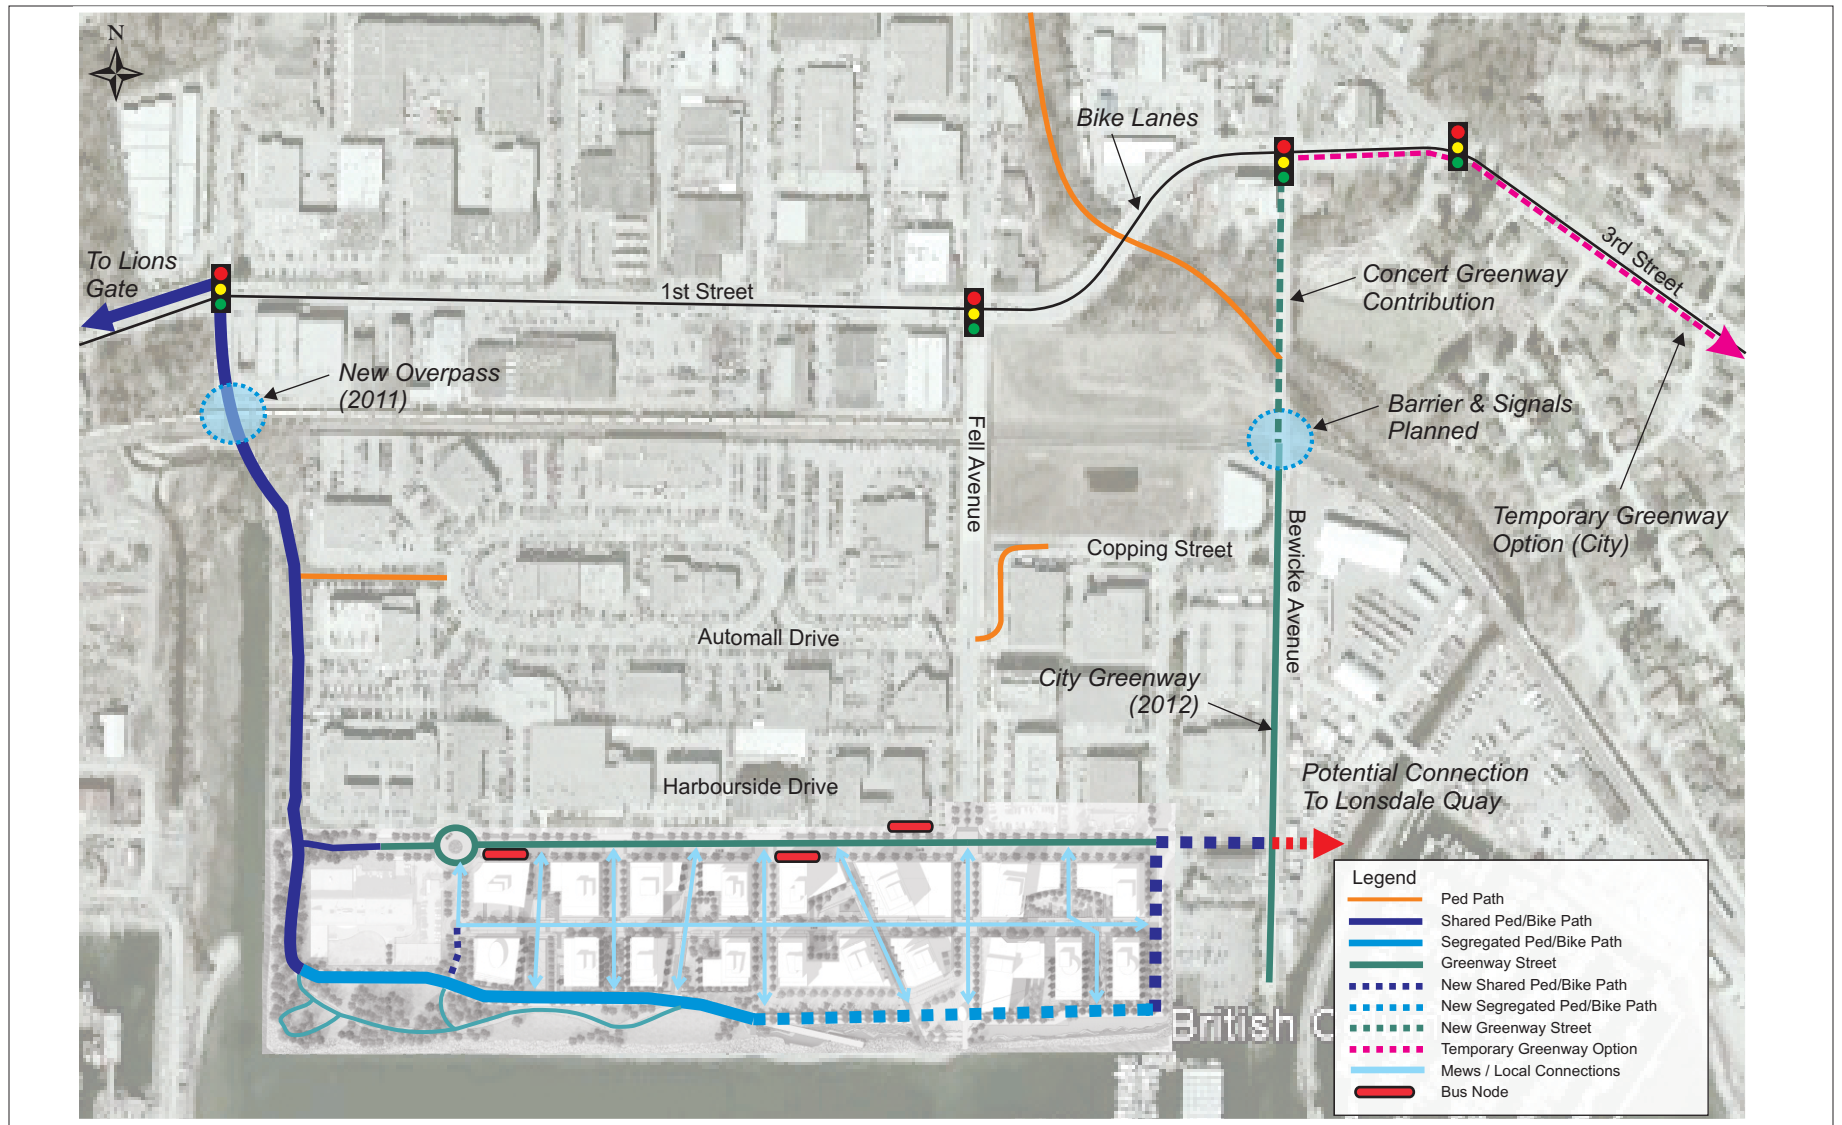 N
Bike Lanes
To Lions
Gate
1st Street
3rd Street
Concert Greenway
Contribution
New Overpass
(2011)
Barrier & Signals
Planned
Fell Avenue
Temporary Greenway
Option (City)
Bewicke Avenue
Copping Street
Automall Drive
City Greenway
(2012)
Harbourside Drive
Potential Connection
To Lonsdale Quay
British C
Legend
Ped Path
Shared Ped/Bike Path
Segregated Ped/Bike Path
Greenway Street
New Shared Ped/Bike Path
New Segregated Ped/Bike Path
New Greenway Street
Temporary Greenway Option
Mews / Local Connections
Bus Node